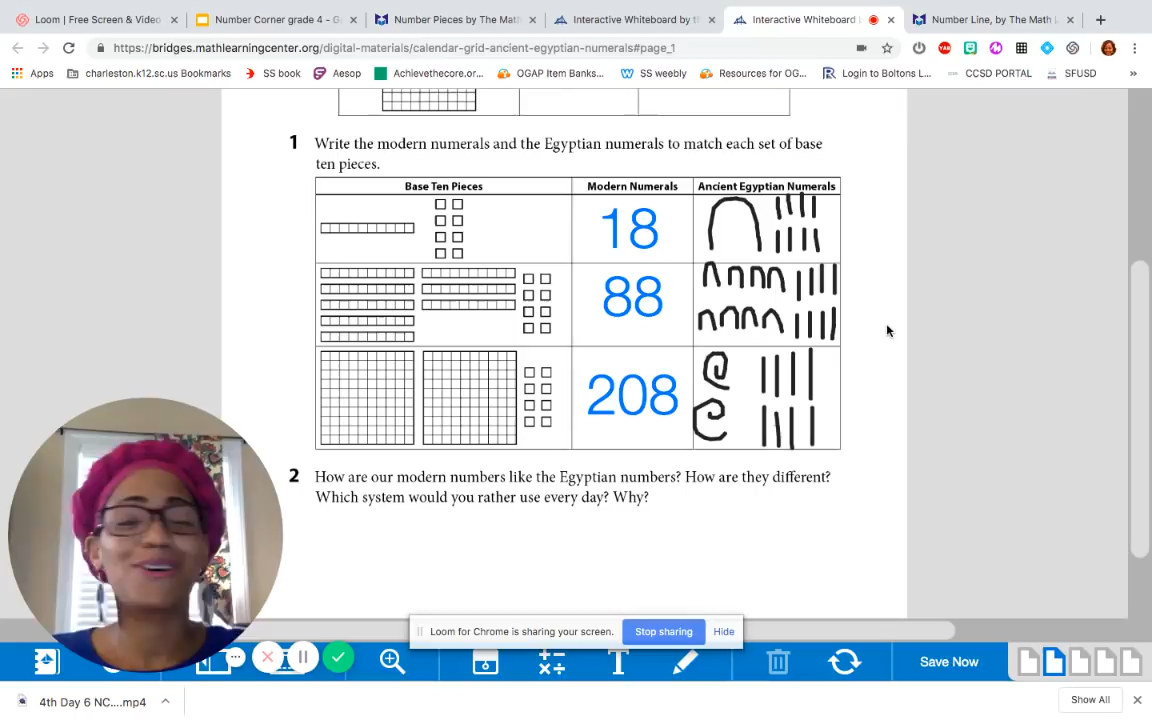 Loom | Free Screen & Video
Number Corner grade 4 - G
Number Pieces by The Mat
Interactive Whiteboard by t
Interactive Whiteboard
Number Line, by The Math
https://bridges.mathlearningcenter.org/digital-materials/calendar-grid-ancient-egyptian-numerals#page_1
Apps
charleston.k12.sc.us Bookmarks
SS book
Aesop
Achievethecore.or...
OGAP Item Banks...
SS weebly
Resources for OG...
Login to Boltons L...
CCSD PORTAL
SFUSD
1 Write the modern numerals and the Egyptian numerals to match each set of base
ten pieces.
Base Ten Pieces
Modern Numerals
Ancient Egyptian Numerals
18
88
208
2 How are our modern numbers like the Egyptian numbers? How are they different?
Which system would you rather use every day? Why?
Loom for Chrome is sharing your screen.
Stop sharing
Hide
Save Now
4th Day 6 NC....mp4
Show All